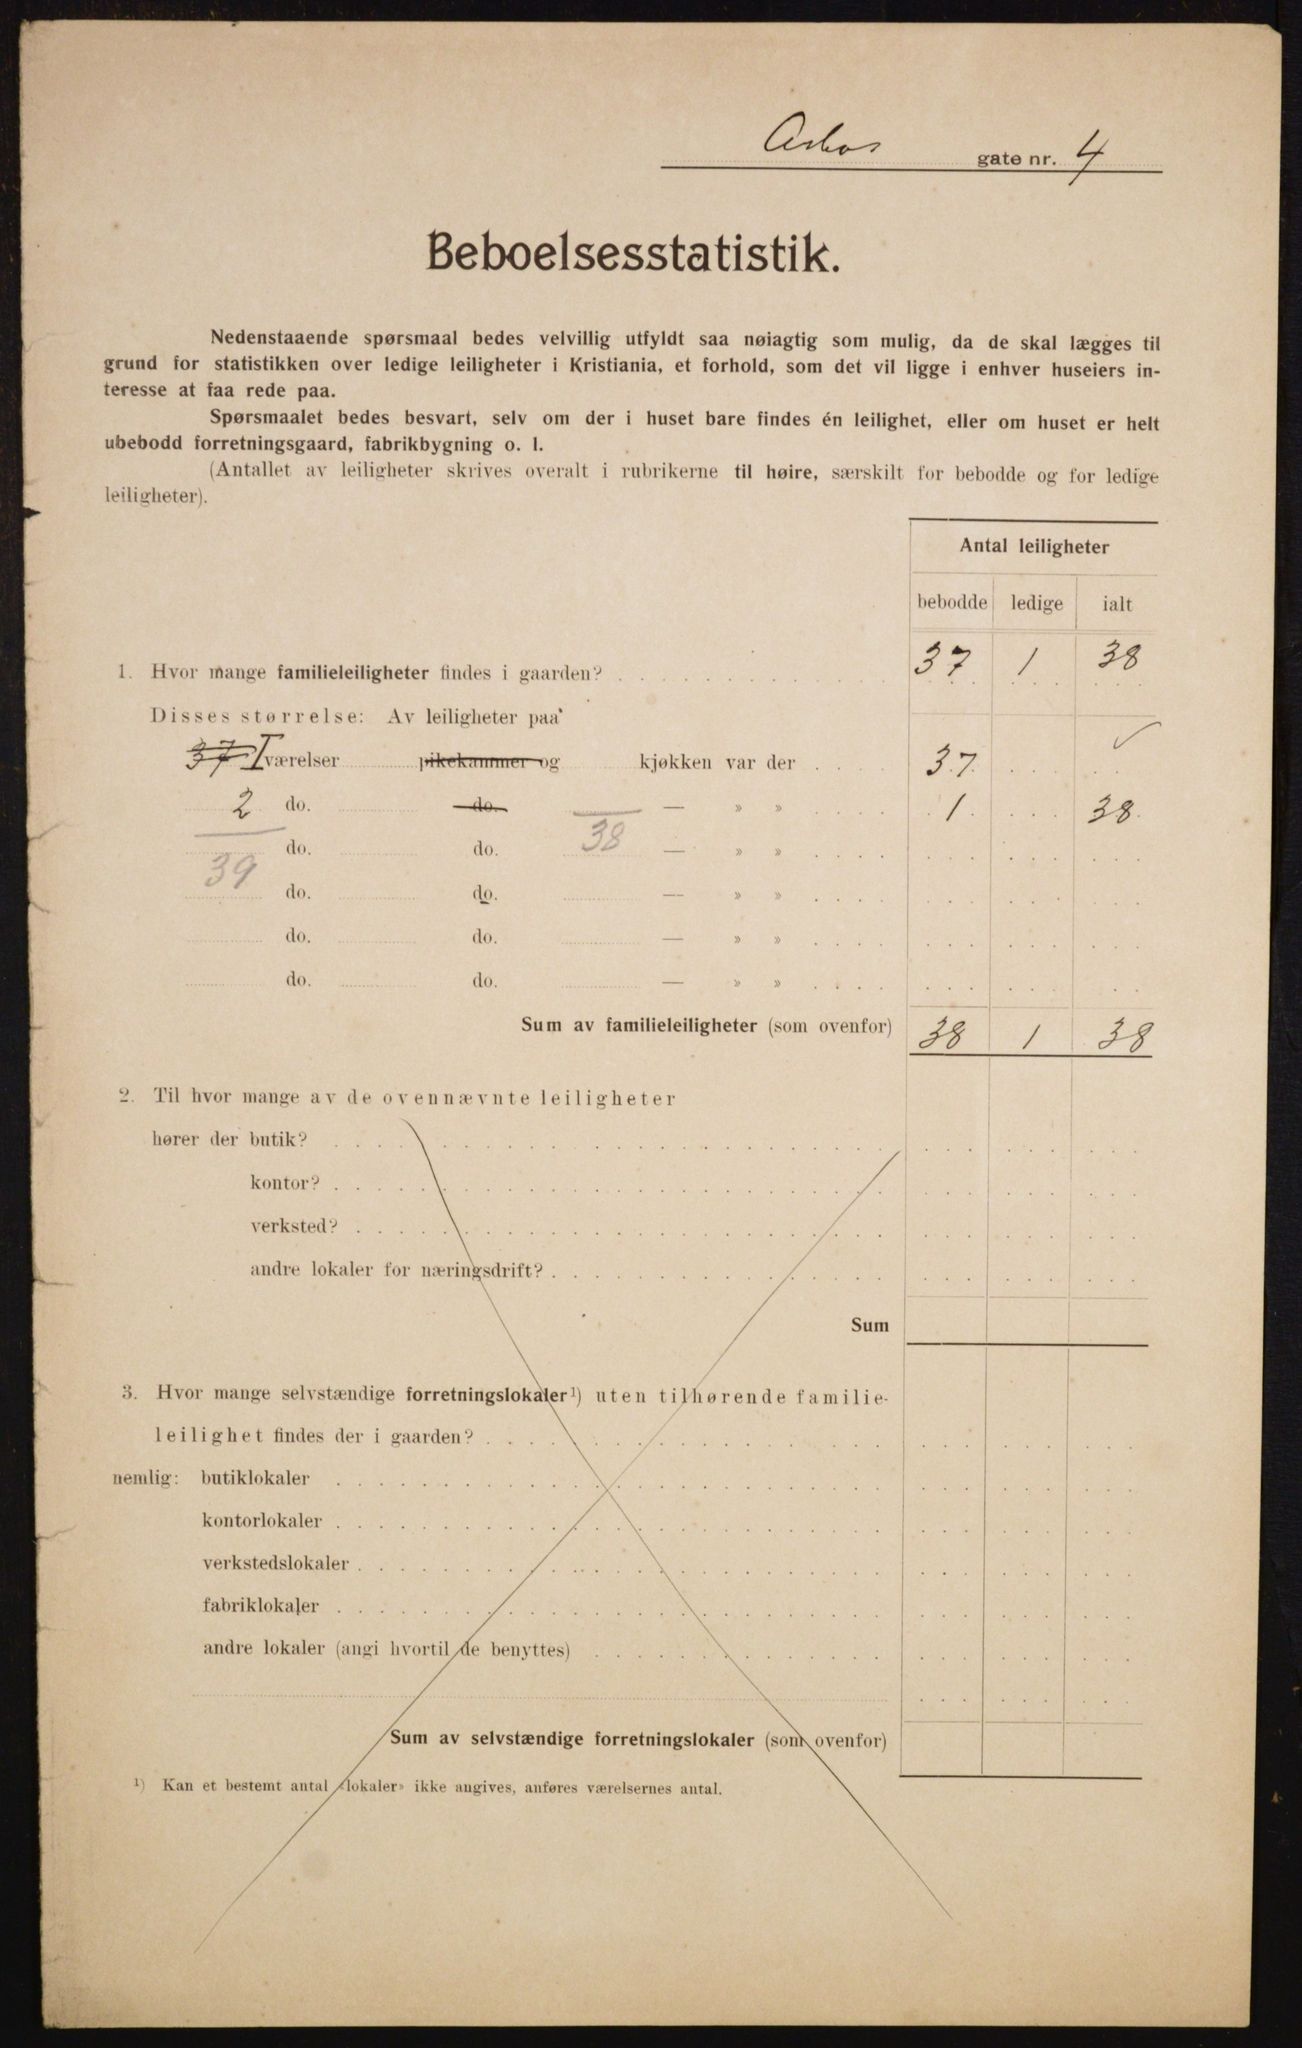 Asbos gate nr. 4
Beboelsesstatistik.
Nedenstaaende spørsmaal bedes velvillig utfyldt saa nøiagtig som mulig, da de skal lægges til
grund for statistikken over ledige leiligheter i Kristiania, et forhold, som det vil ligge i enhver huseiers in-
teresse at faa rede paa.
Spørsmaalet bedes besvart, selv om der i huset bare findes én leilighet, eller om huset er helt
ubebodd forretningsgaard, fabrikbygning o. l.
(Antallet av leiligheter skrives overalt i rubrikerne til høire, særskilt for bebodde og for ledige
leiligheter).
Antal leiligheter
bebodde ledige ialt
1. Hvor mange familieleiligheter findes i gaarden? 37 1 38
Disses størrelse: Av leiligheter paa
37 I værelser pikekammer og kjøkken var der 37.
2 do. do. — » » 1. 38.
do. do. 38 — » »
39 do. do. — » »
do. do. — » »
do. do. — » »
Sum av familieleiligheter (som ovenfor) 38 1 38
2. Til hvor mange av de ovennævnte leiligheter
hører der butik?
kontor?
verksted?
andre lokaler for næringsdrift?
Sum
3. Hvor mange selvstændige forretningslokaler¹) uten tilhørende familie-
leilighet findes der i gaarden?
nemlig: butiklokaler
kontorlokaler
verkstedslokaler
fabriklokaler
andre lokaler (angi hvortil de benyttes)
Sum av selvstændige forretningslokaler (som ovenfor)
¹) Kan et bestemt antal «lokaler» ikke angives, anføres værelsernes antal.